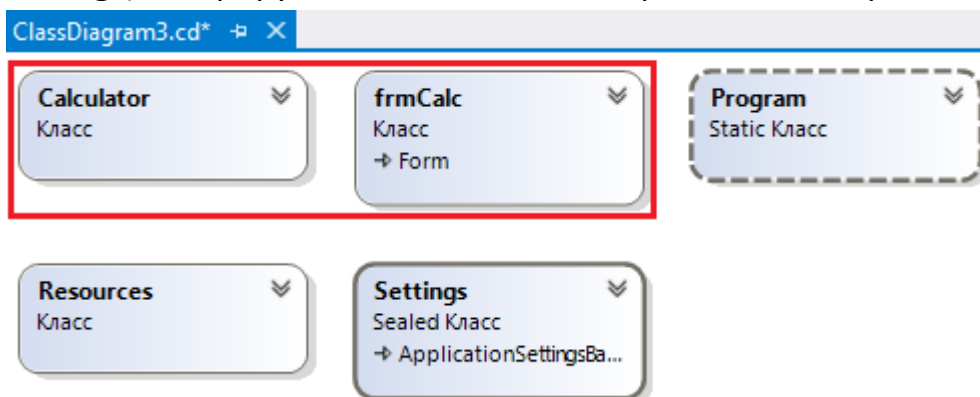 ClassDiagram3.cd*
Calculator
Класс
frmCalc
Класс
Form
Program
Static Класс
Resources
Класс
Settings
Sealed Класс
ApplicationSettingsBa...